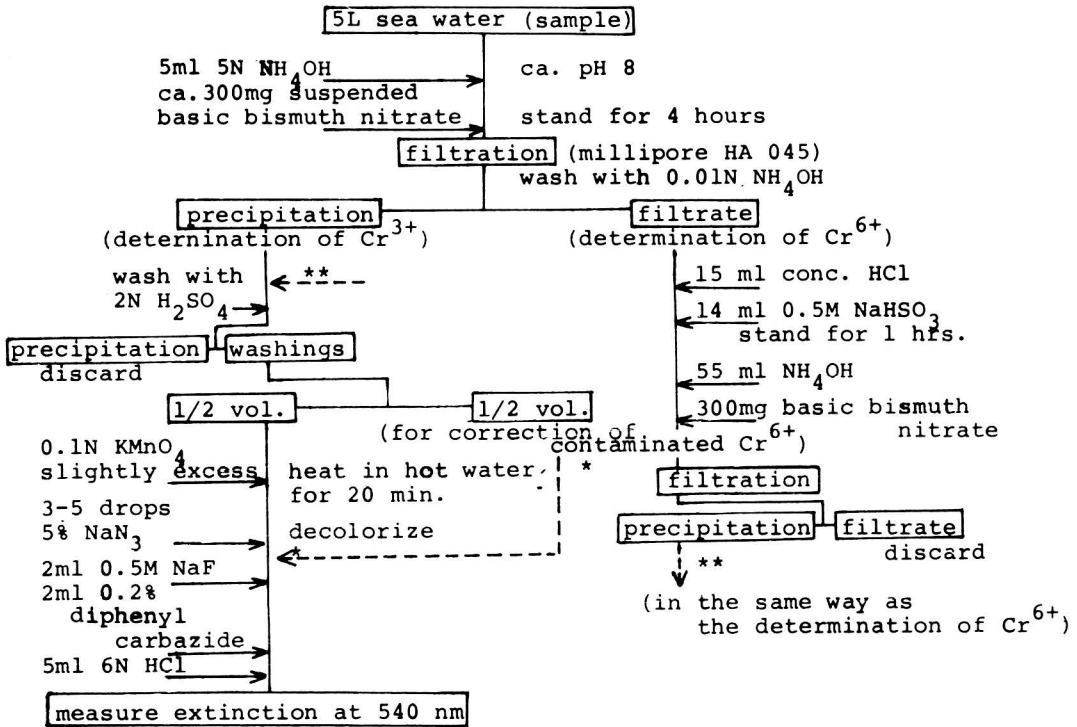 5L sea water (sample)
5ml 5N NH4OH
ca. pH 8
ca.300mg suspended
basic bismuth nitrate
stand for 4 hours
filtration (millipore HA 045)
wash with 0.01N NH4OH
precipitation
(deternination of Cr3+)
filtrate
(determination of Cr6+)
wash with
2N H2SO4
**
15 ml conc. HCl
14 ml 0.5M NaHSO3
stand for 1 hrs.
precipitation
discard
washings
55 ml NH4OH
300mg basic bismuth
nitrate
1/2 vol.
1/2 vol.
(for correction of
contaminated Cr6+)
*
0.1N KMnO4
slightly excess
heat in hot water
for 20 min.
3-5 drops
5% NaN3
decolorize
*
2ml 0.5M NaF
2ml 0.2%
diphenyl
carbazide
5ml 6N HCl
measure extinction at 540 nm
filtration
precipitation
filtrate
discard
**
(in the same way as
the determination of Cr6+)